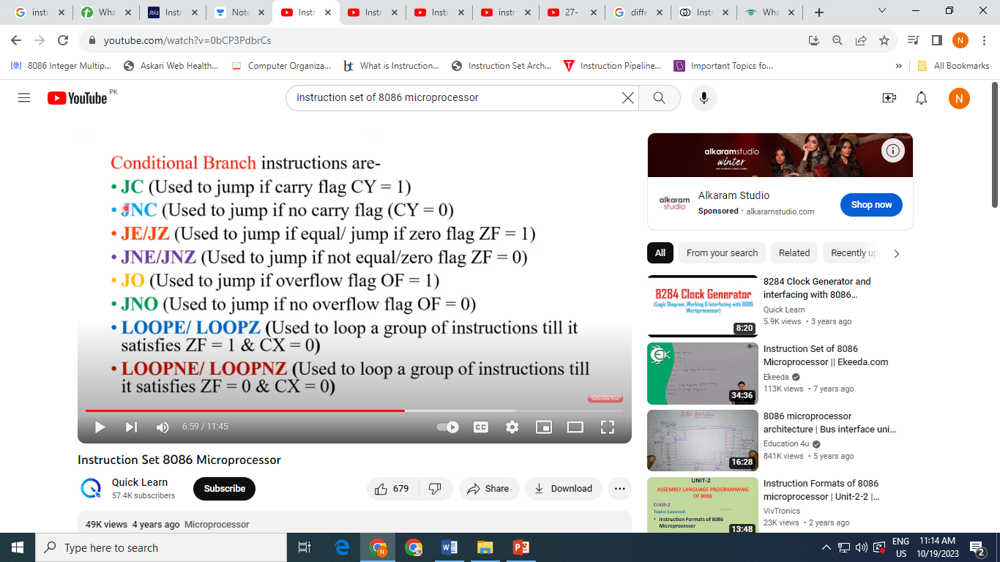 instr
Wha
Jblz
Instr
Note
Instr
Instr
Instr
instr
27-
diffe
Instr
Wha
youtube.com/watch?v=0bCP3PdbrCs
N
8086 Integer Multip...
Askari Web Health...
Computer Organiza...
bt
What is Instruction...
Instruction Set Arch...
Instruction Pipeline...
Important Topics fo...
»
All Bookmarks
YouTube PK
instruction set of 8086 microprocessor
N
Conditional Branch instructions are-
• JC (Used to jump if carry flag CY = 1)
• JNC (Used to jump if no carry flag (CY = 0)
• JE/JZ (Used to jump if equal/ jump if zero flag ZF = 1)
• JNE/JNZ (Used to jump if not equal/zero flag ZF = 0)
• JO (Used to jump if overflow flag OF = 1)
• JNO (Used to jump if no overflow flag OF = 0)
• LOOPE/ LOOPZ (Used to loop a group of instructions till it
satisfies ZF = 1 & CX = 0)
• LOOPNE/ LOOPNZ (Used to loop a group of instructions till
it satisfies ZF = 0 & CX = 0)
Subscribe Now
6:59 / 11:45
CC
Instruction Set 8086 Microprocessor
Quick Learn
57.4K subscribers
Subscribe
679
Share
Download
49K views 4 years ago Microprocessor
alkaramstudio
winter
alkaram
studio
Alkaram Studio
Sponsored · alkaramstudio.com
Shop now
All
From your search
Related
Recently up
8284 Clock Generator
(Logic Diagram ,Working & Interfacing with 8086
Microprocessor)
8:20
8284 Clock Generator and
interfacing with 8086...
Quick Learn
5.9K views • 3 years ago
34:36
Instruction Set of 8086
Microprocessor || Ekeeda.com
Ekeeda
113K views • 7 years ago
16:28
8086 microprocessor
architecture | Bus interface uni...
Education 4u
841K views • 5 years ago
UNIT-2
ASSEMBLY LANGUAGE PROGRAMMING
OF 8086
CLASS-2
Topics Covered:
• Instruction Formats of 8086
Microprocessor
13:48
Instruction Formats of 8086
microprocessor | Unit-2-2 |...
VivTronics
23K views • 2 years ago
Type here to search
ENG
US
11:14 AM
10/19/2023
2